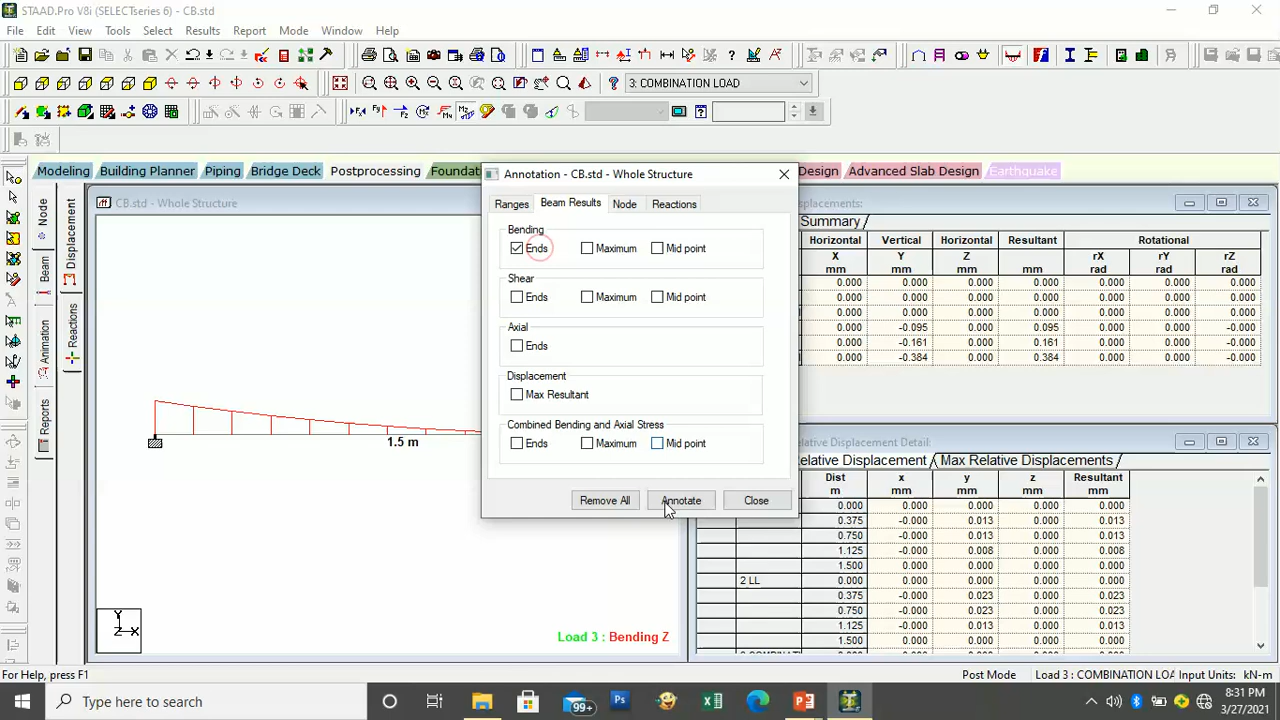 STAAD.Pro V8i (SELECTseries 6) - CB.std
File Edit View Tools Select Results Report Mode Window Help
3: COMBINATION LOAD
Modeling Building Planner Piping Bridge Deck Postprocessing Design Advanced Slab Design Earthquake
CB.std - Whole Structure
Node
Beam
Animation
Reports
Displacement
Reactions
1.5 m
Load 3 : Bending Z
Y
Z X
Annotation - CB.std - Whole Structure
Ranges Beam Results Node Reactions
Bending
Ends Maximum Mid point
Shear
Ends Maximum Mid point
Axial
Ends
Displacement
Max Resultant
Combined Bending and Axial Stress
Ends Maximum Mid point
Remove All Annotate Close
Summary
Horizontal Vertical Horizontal Resultant Rotational
X Y Z rX rY rZ
mm mm mm mm rad rad rad
0.000 0.000 0.000 0.000 0.000 0.000 0.000
0.000 0.000 0.000 0.000 0.000 0.000 0.000
0.000 0.000 0.000 0.000 0.000 0.000 0.000
0.000 -0.095 0.000 0.095 0.000 0.000 -0.000
0.000 -0.161 0.000 0.161 0.000 0.000 -0.000
0.000 -0.384 0.000 0.384 0.000 0.000 -0.000
Relative Displacement Detail:
Max Relative Displacements
Dist x y z Resultant
m mm mm mm mm
0.000 0.000 0.000 0.000 0.000
0.375 -0.000 0.013 0.000 0.013
0.750 -0.000 0.013 0.000 0.013
1.125 -0.000 0.008 0.000 0.008
1.500 -0.000 0.000 0.000 0.000
2 LL 0.000 -0.000 0.000 0.000 0.000
0.375 -0.000 0.023 0.000 0.023
0.750 -0.000 0.023 0.000 0.023
1.125 -0.000 0.013 0.000 0.013
1.500 -0.000 0.000 0.000 0.000
For Help, press F1
Post Mode Load 3 : COMBINATION LOA Input Units: kN-m
Type here to search
99+
8:31 PM
3/27/2021